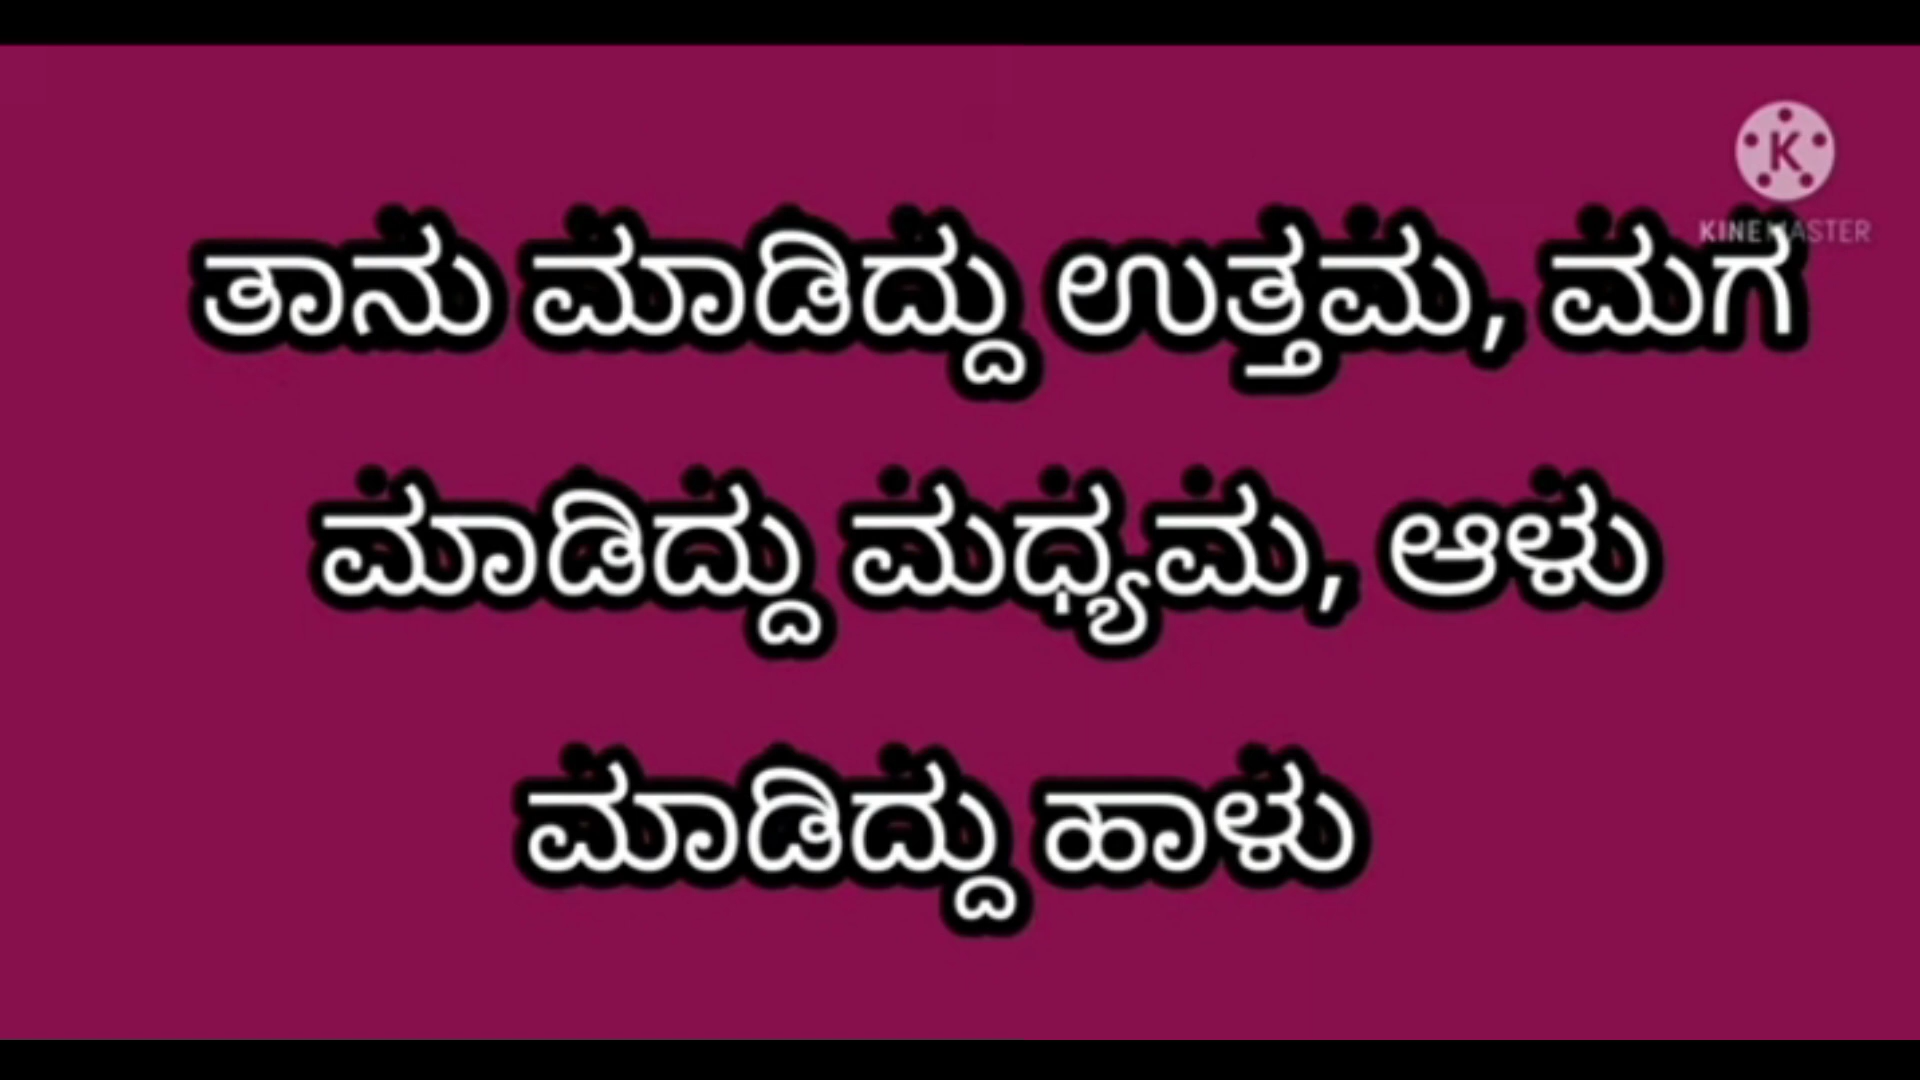 K
KINEMASTER
ತಾನು ಮಾಡಿದ್ದು ಉತ್ತಮ, ಮಗ
ಮಾಡಿದ್ದು ಮಧ್ಯಮ, ಆಳು
ಮಾಡಿದ್ದು ಹಾಳು